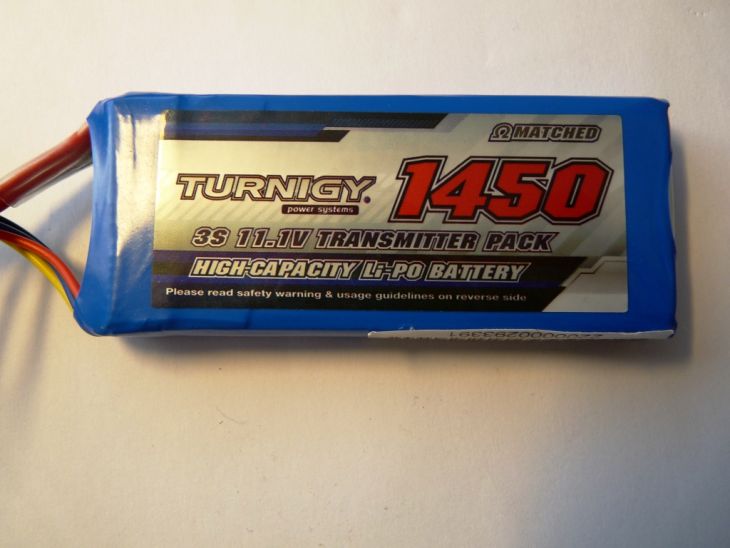 Ω MATCHED
TURNIGY®
power systems
1450
3S 11.1V TRANSMITTER PACK
HIGH-CAPACITY Li-PO BATTERY
Please read safety warning & usage guidelines on reverse side